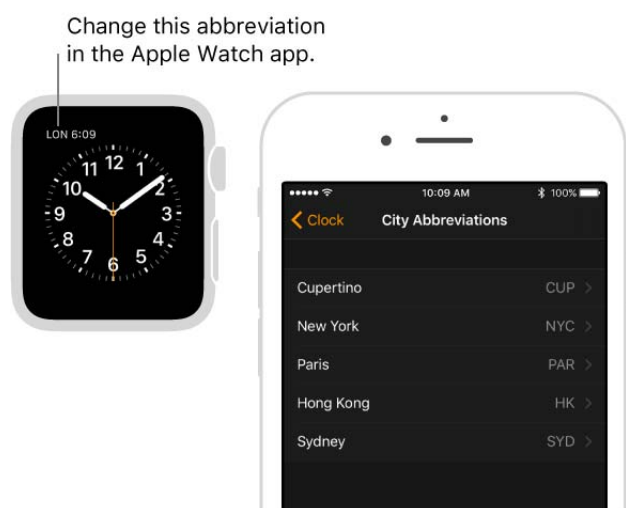 Change this abbreviation
in the Apple Watch app.
LON 6:09
11 12 1
10 2
9 3
8 4
7 6 5
10:09 AM 100%
Clock City Abbreviations
Cupertino CUP
New York NYC
Paris PAR
Hong Kong HK
Sydney SYD